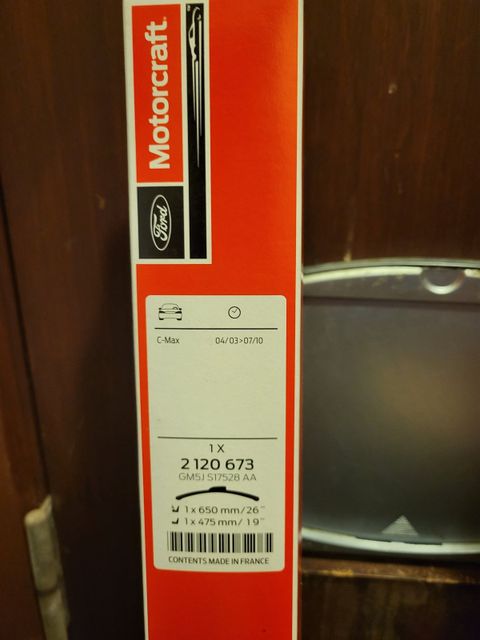 Motorcraft
Ford
C-Max 04/03>07/10
1 X
2 120 673
GM5J S17528 AA
1 x 650 mm/26"
1 x 475 mm/19"
CONTENTS MADE IN FRANCE